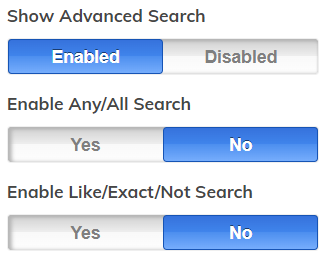 Show Advanced Search
Enabled Disabled
Enable Any/All Search
Yes No
Enable Like/Exact/Not Search
Yes No